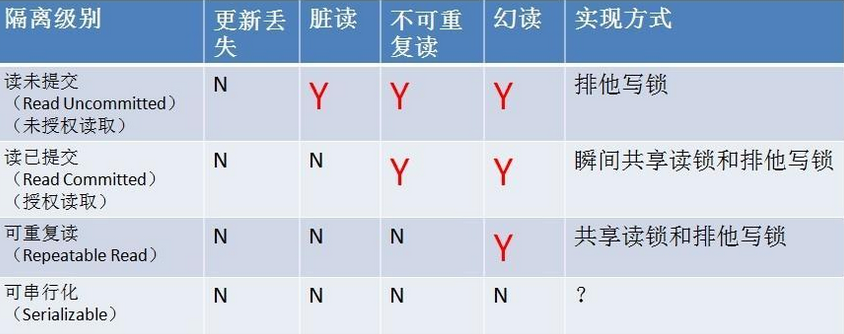 隔离级别 更新丢失 脏读 不可重复读 幻读 实现方式
读未提交
（Read Uncommitted）
（未授权读取） N Y Y Y 排他写锁
读已提交
（Read Committed）
（授权读取） N N Y Y 瞬间共享读锁和排他写锁
可重复读
（Repeatable Read） N N N Y 共享读锁和排他写锁
可串行化
（Serializable） N N N N ？